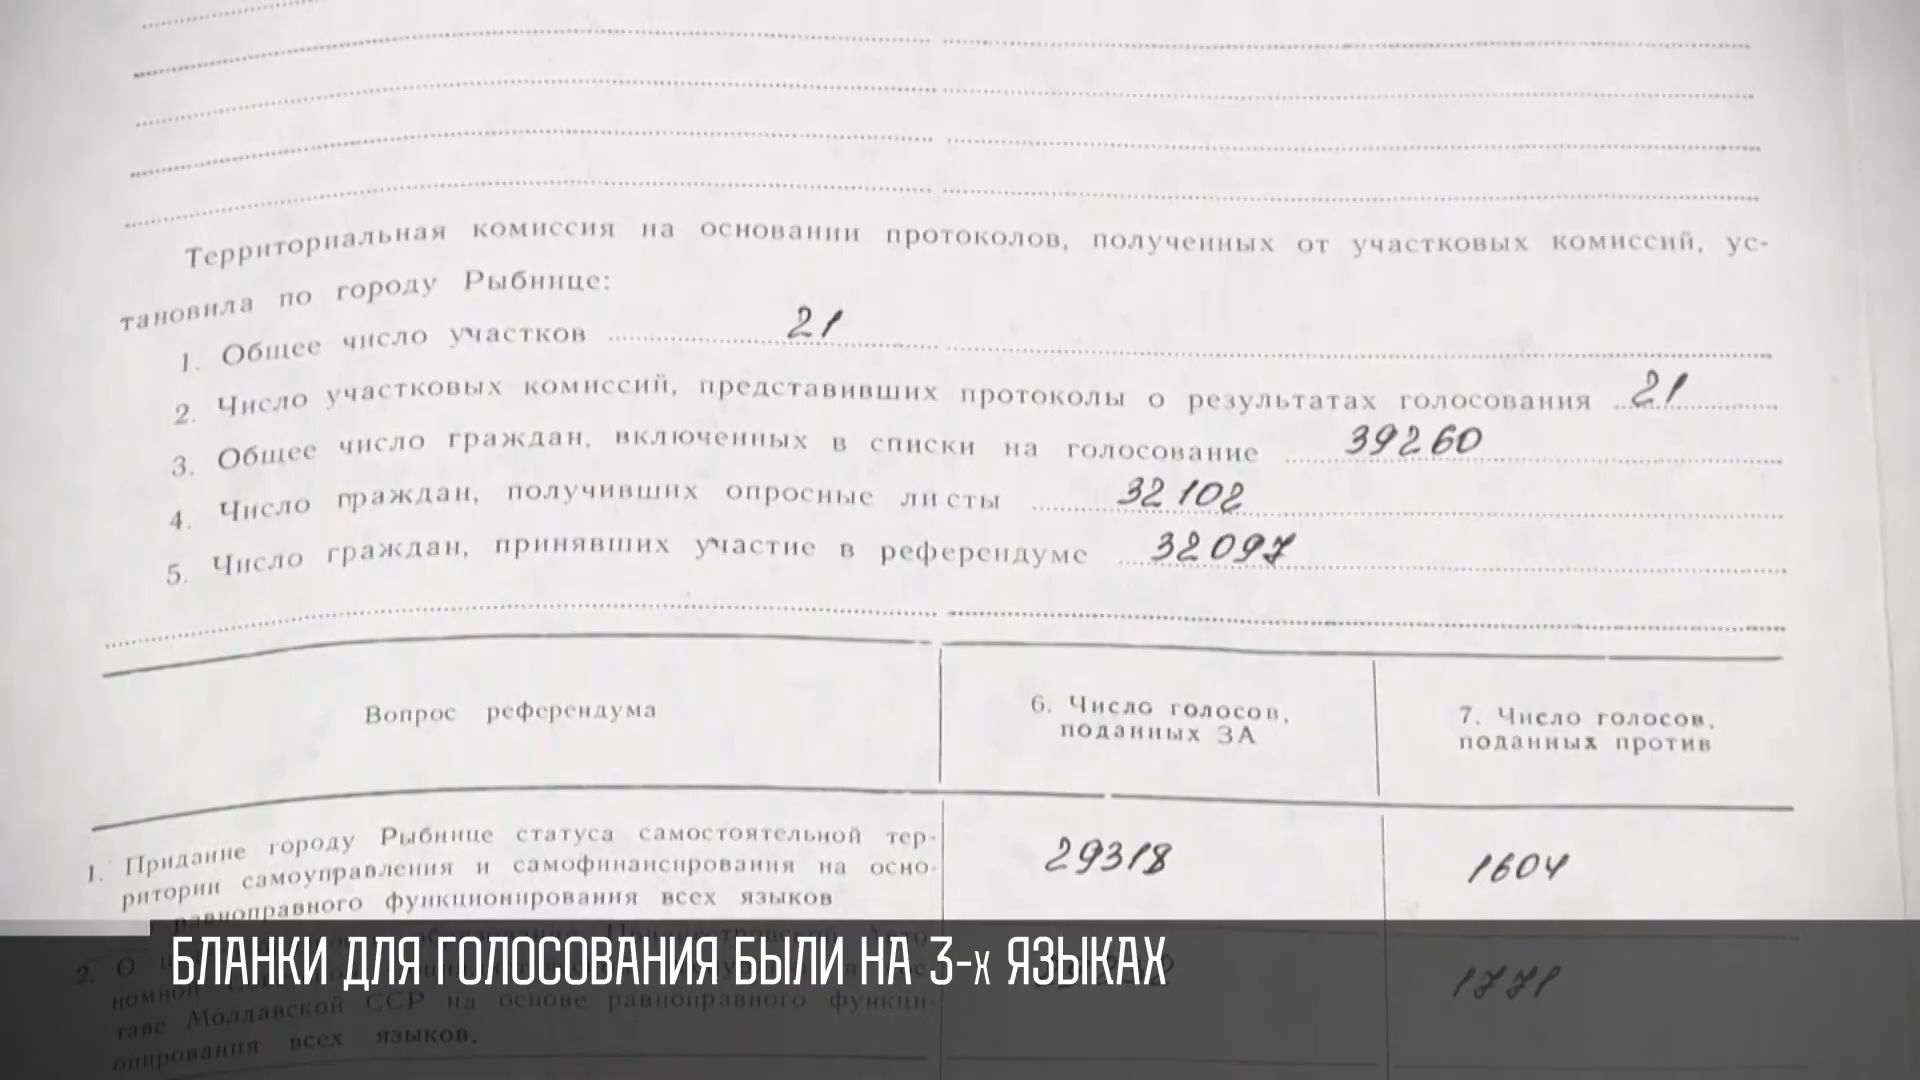 Территориальная комиссия на основании протоколов, полученных от участковых комиссий, ус-
тановила по городу Рыбнице:
1. Общее число участков 21
2. Число участковых комиссий, представивших протоколы о результатах голосования 21
3. Общее число граждан, включенных в списки на голосование 39260
4. Число граждан, получивших опросные листы 32102
5. Число граждан, принявших участие в референдуме 32097
Вопрос референдума
6. Число голосов,
поданных ЗА
7. Число голосов,
поданных против
1. Придание городу Рыбнице статуса самостоятельной тер-
ритории самоуправления и самофинансирования на осно-
равноправного функционирования всех языков
29318
1604
2. О
номной
таве Молдавской ССР на основе равноправного функци-
онирования всех языков.
1771
БЛАНКИ ДЛЯ ГОЛОСОВАНИЯ БЫЛИ НА 3-х ЯЗЫКАХ